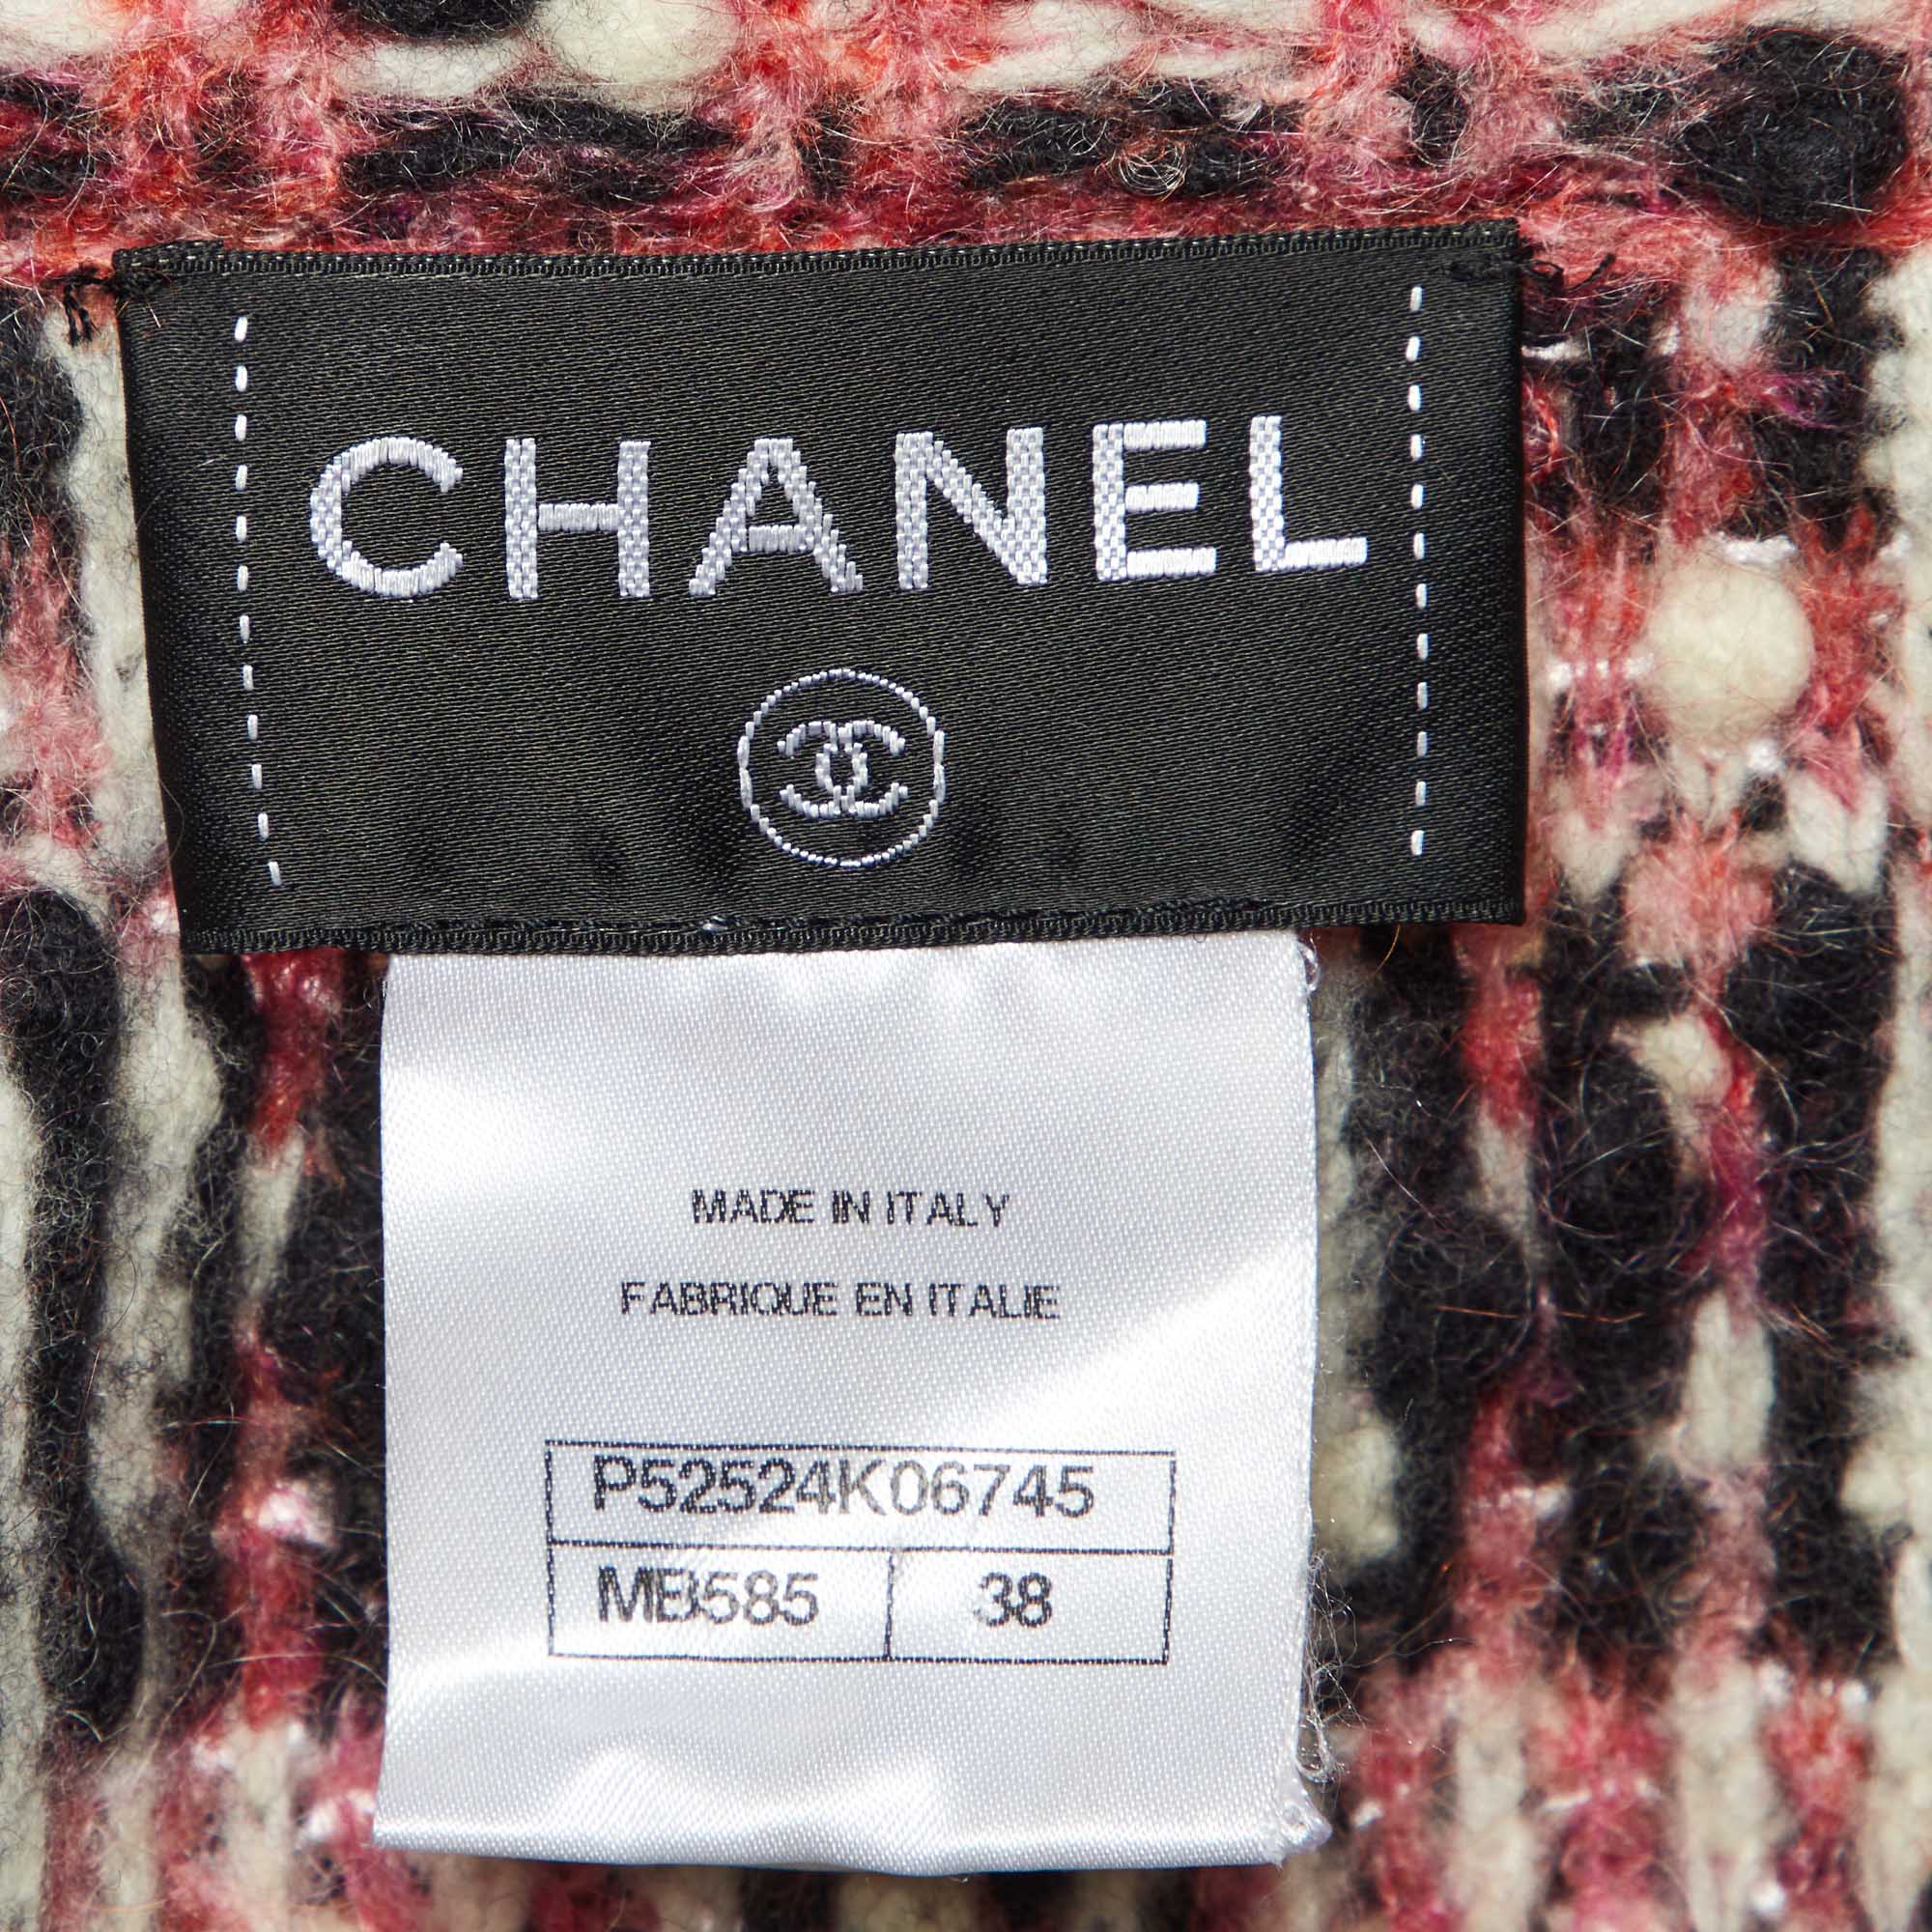 CHANEL
MADE IN ITALY
FABRIQUE EN ITALIE
P52524K06745
MB585 38